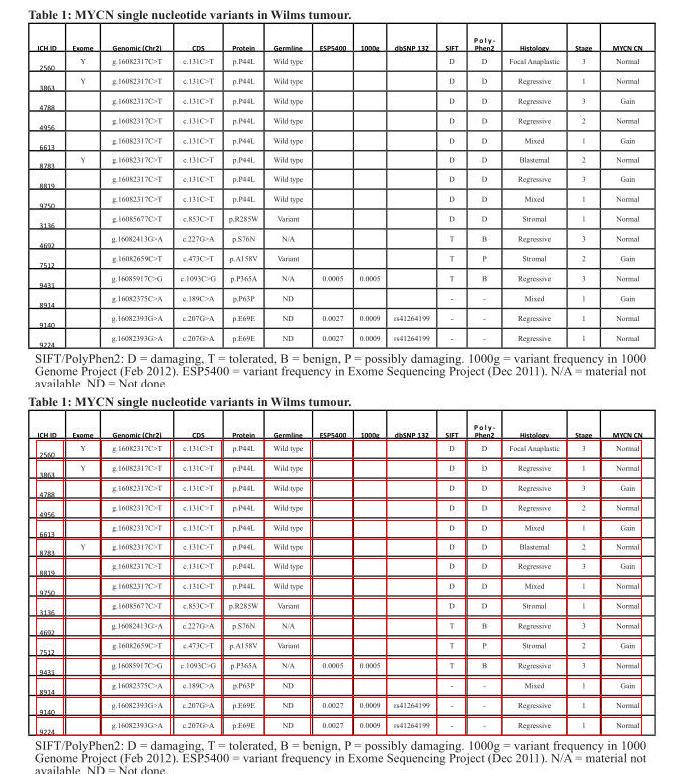 Table 1: MYCN single nucleotide variants in Wilms tumour.
ICH ID Exome Genomic (Chr2) CDS Protein Germline ESP5400 1000g dbSNP 132 SIFT Poly-Phen2 Histology Stage MYCN CN
2560 Y g.16082317C>T c.131C>T p.P44L Wild type D D Focal Anaplastic 3 Normal
3863 Y g.16082317C>T c.131C>T p.P44L Wild type D D Regressive 1 Normal
4788 g.16082317C>T c.131C>T p.P44L Wild type D D Regressive 3 Gain
4956 g.16082317C>T c.131C>T p.P44L Wild type D D Regressive 2 Normal
6613 g.16082317C>T c.131C>T p.P44L Wild type D D Mixed 1 Gain
8783 Y g.16082317C>T c.131C>T p.P44L Wild type D D Blastemal 2 Normal
8819 g.16082317C>T c.131C>T p.P44L Wild type D D Regressive 3 Gain
9750 g.16082317C>T c.131C>T p.P44L Wild type D D Mixed 1 Normal
3136 g.16085677C>T c.853C>T p.R285W Variant D D Stromal 1 Normal
4692 g.16082413G>A c.227G>A p.S76N N/A T B Regressive 3 Normal
7512 g.16082659C>T c.473C>T p.A158V Variant T P Stromal 2 Gain
9431 g.16085917C>G c.1093C>G p.P365A N/A 0.0005 0.0005 T B Regressive 3 Normal
8914 g.16082375C>A c.189C>A p.P63P ND - - Mixed 1 Gain
9140 g.16082393G>A c.207G>A p.E69E ND 0.0027 0.0009 rs41264199 - - Regressive 1 Normal
9224 g.16082393G>A c.207G>A p.E69E ND 0.0027 0.0009 rs41264199 - - Regressive 1 Normal
SIFT/PolyPhen2: D = damaging, T = tolerated, B = benign, P = possibly damaging. 1000g = variant frequency in 1000
Genome Project (Feb 2012). ESP5400 = variant frequency in Exome Sequencing Project (Dec 2011). N/A = material not
available. ND = Not done.
Table 1: MYCN single nucleotide variants in Wilms tumour.
ICH ID Exome Genomic (Chr2) CDS Protein Germline ESP5400 1000g dbSNP 132 SIFT Poly-Phen2 Histology Stage MYCN CN
2560 Y g.16082317C>T c.131C>T p.P44L Wild type D D Focal Anaplastic 3 Normal
3863 Y g.16082317C>T c.131C>T p.P44L Wild type D D Regressive 1 Normal
4788 g.16082317C>T c.131C>T p.P44L Wild type D D Regressive 3 Gain
4956 g.16082317C>T c.131C>T p.P44L Wild type D D Regressive 2 Normal
6613 g.16082317C>T c.131C>T p.P44L Wild type D D Mixed 1 Gain
8783 Y g.16082317C>T c.131C>T p.P44L Wild type D D Blastemal 2 Normal
8819 g.16082317C>T c.131C>T p.P44L Wild type D D Regressive 3 Gain
9750 g.16082317C>T c.131C>T p.P44L Wild type D D Mixed 1 Normal
3136 g.16085677C>T c.853C>T p.R285W Variant D D Stromal 1 Normal
4692 g.16082413G>A c.227G>A p.S76N N/A T B Regressive 3 Normal
7512 g.16082659C>T c.473C>T p.A158V Variant T P Stromal 2 Gain
9431 g.16085917C>G c.1093C>G p.P365A N/A 0.0005 0.0005 T B Regressive 3 Normal
8914 g.16082375C>A c.189C>A p.P63P ND - - Mixed 1 Gain
9140 g.16082393G>A c.207G>A p.E69E ND 0.0027 0.0009 rs41264199 - - Regressive 1 Normal
9224 g.16082393G>A c.207G>A p.E69E ND 0.0027 0.0009 rs41264199 - - Regressive 1 Normal
SIFT/PolyPhen2: D = damaging, T = tolerated, B = benign, P = possibly damaging. 1000g = variant frequency in 1000
Genome Project (Feb 2012). ESP5400 = variant frequency in Exome Sequencing Project (Dec 2011). N/A = material not
available. ND = Not done.